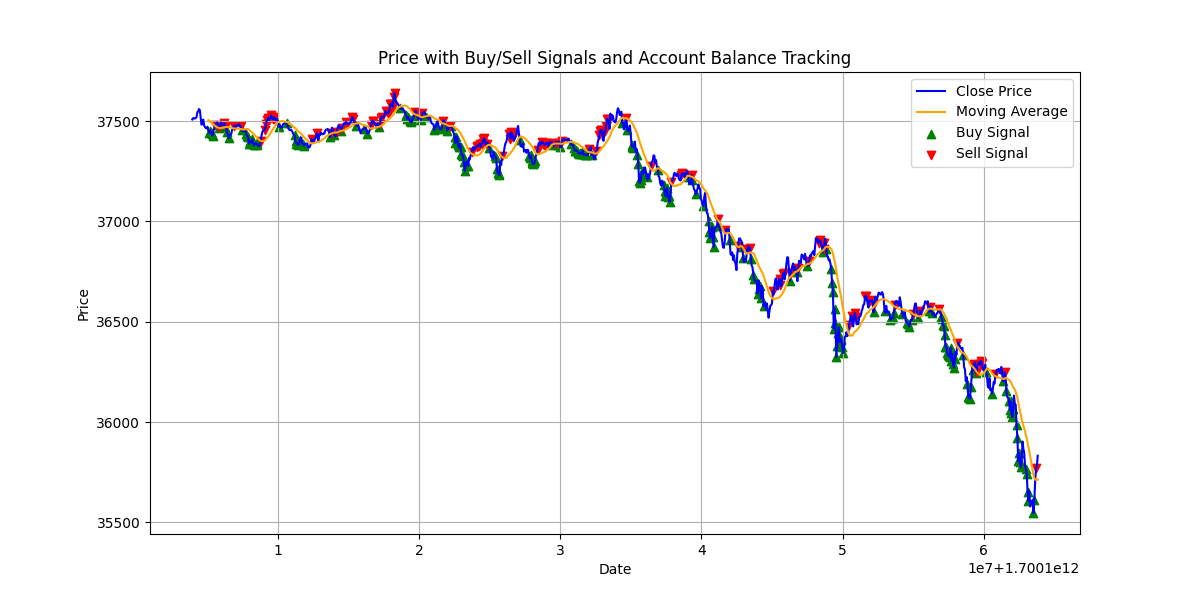 Price with Buy/Sell Signals and Account Balance Tracking
Close Price
Moving Average
Buy Signal
Sell Signal
Price
37500
37000
36500
36000
35500
1 2 3 4 5 6
1e7+1.7001e12
Date